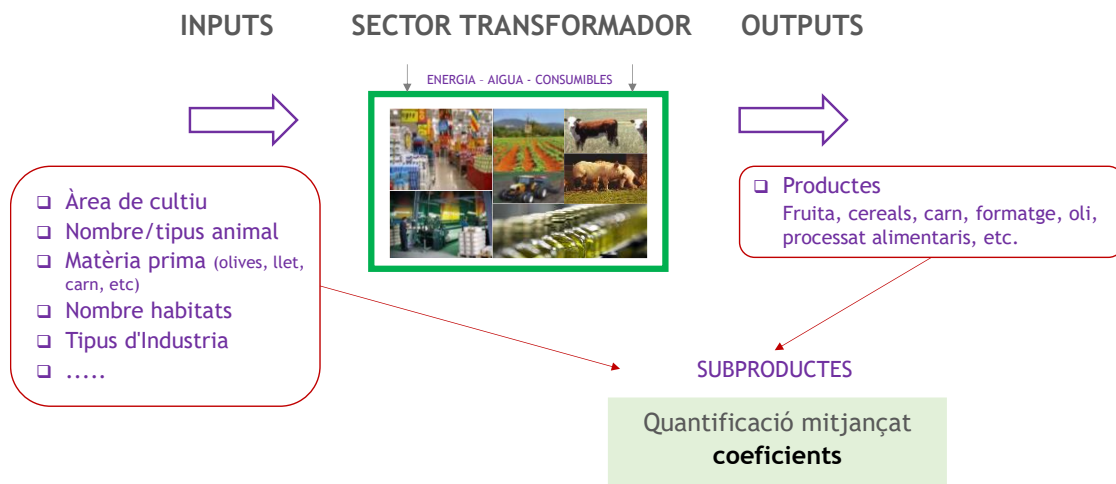 INPUTS
SECTOR TRANSFORMADOR
OUTPUTS
ENERGIA – AIGUA - CONSUMIBLES
Àrea de cultiu
Nombre/tipus animal
Matèria prima (olives, llet,
carn, etc)
Nombre habitats
Tipus d'Industria
.....
Productes
Fruita, cereals, carn, formatge, oli,
processat alimentaris, etc.
SUBPRODUCTES
Quantificació mitjançat
coeficients